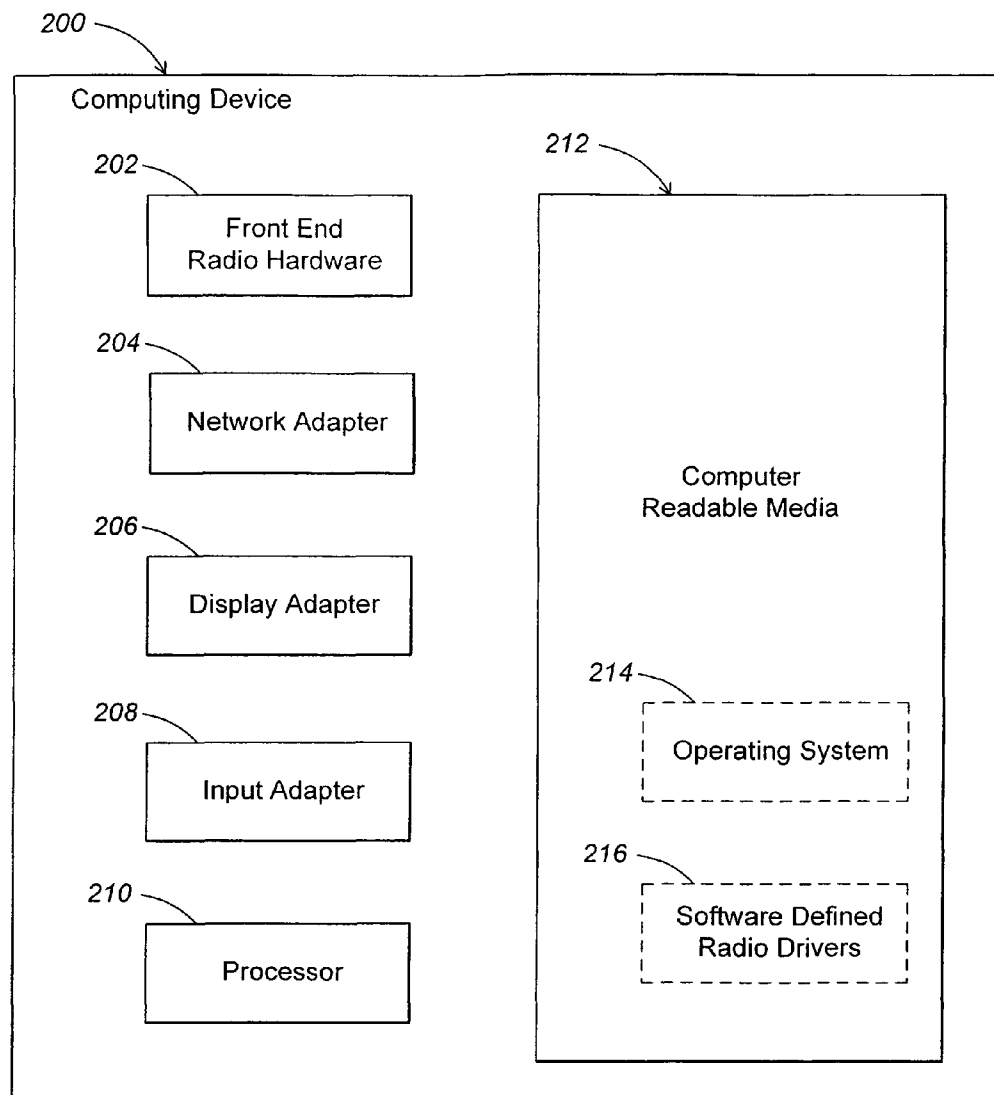 200
Computing Device
202
Front End
Radio Hardware
204
Network Adapter
206
Display Adapter
208
Input Adapter
210
Processor
212
Computer
Readable Media
214
Operating System
216
Software Defined
Radio Drivers